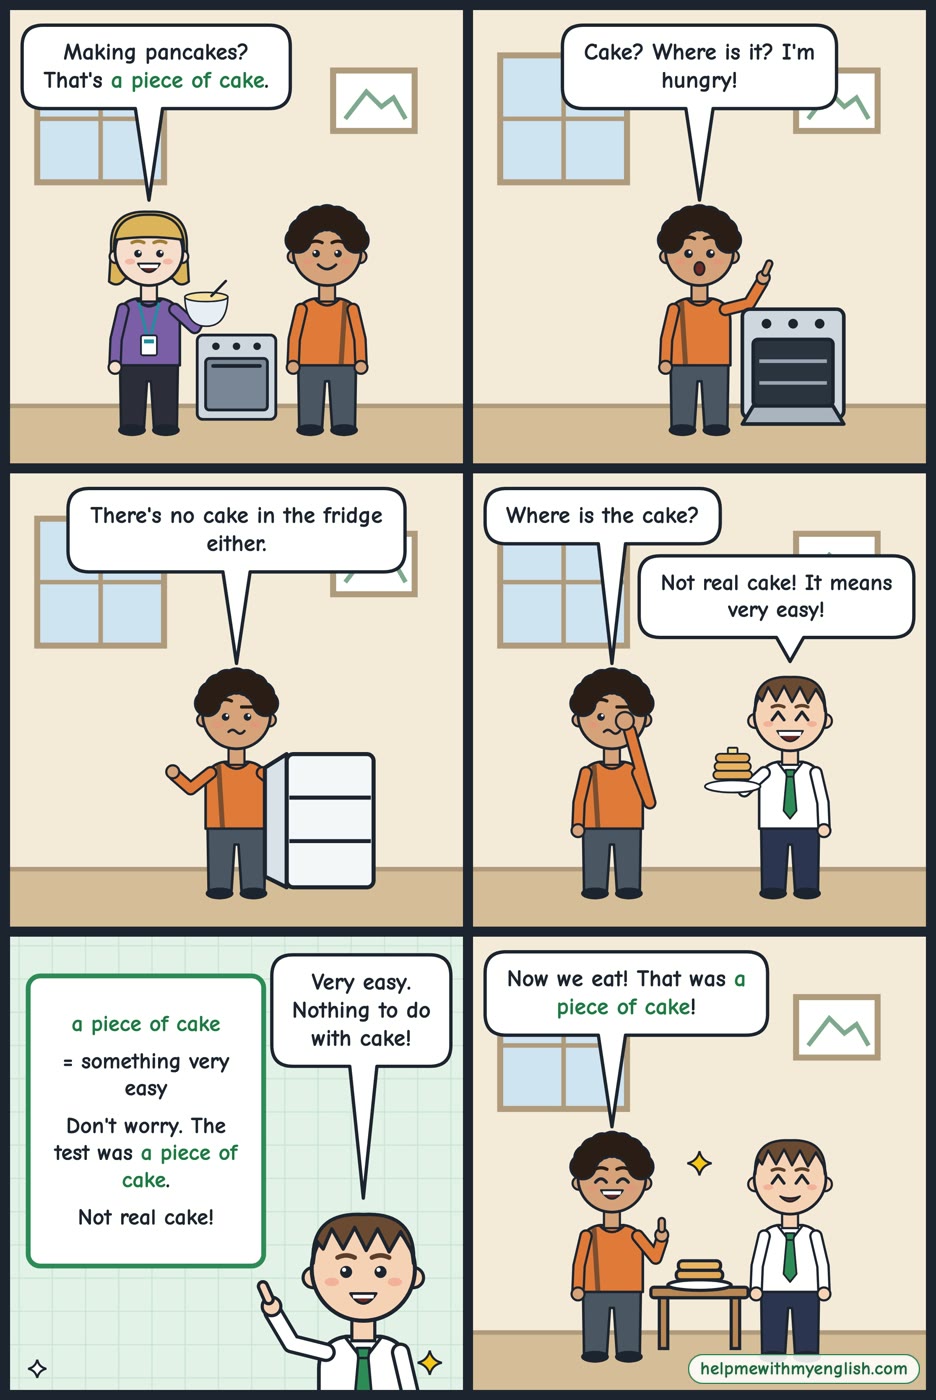 Making pancakes?
That's a piece of cake.
Cake? Where is it? I'm
hungry!
There's no cake in the fridge
either.
Where is the cake?
Not real cake! It means
very easy!
a piece of cake
= something very
easy
Don't worry. The
test was a piece of
cake.
Not real cake!
Very easy.
Nothing to do
with cake!
Now we eat! That was a
piece of cake!
helpmewithmyenglish.com